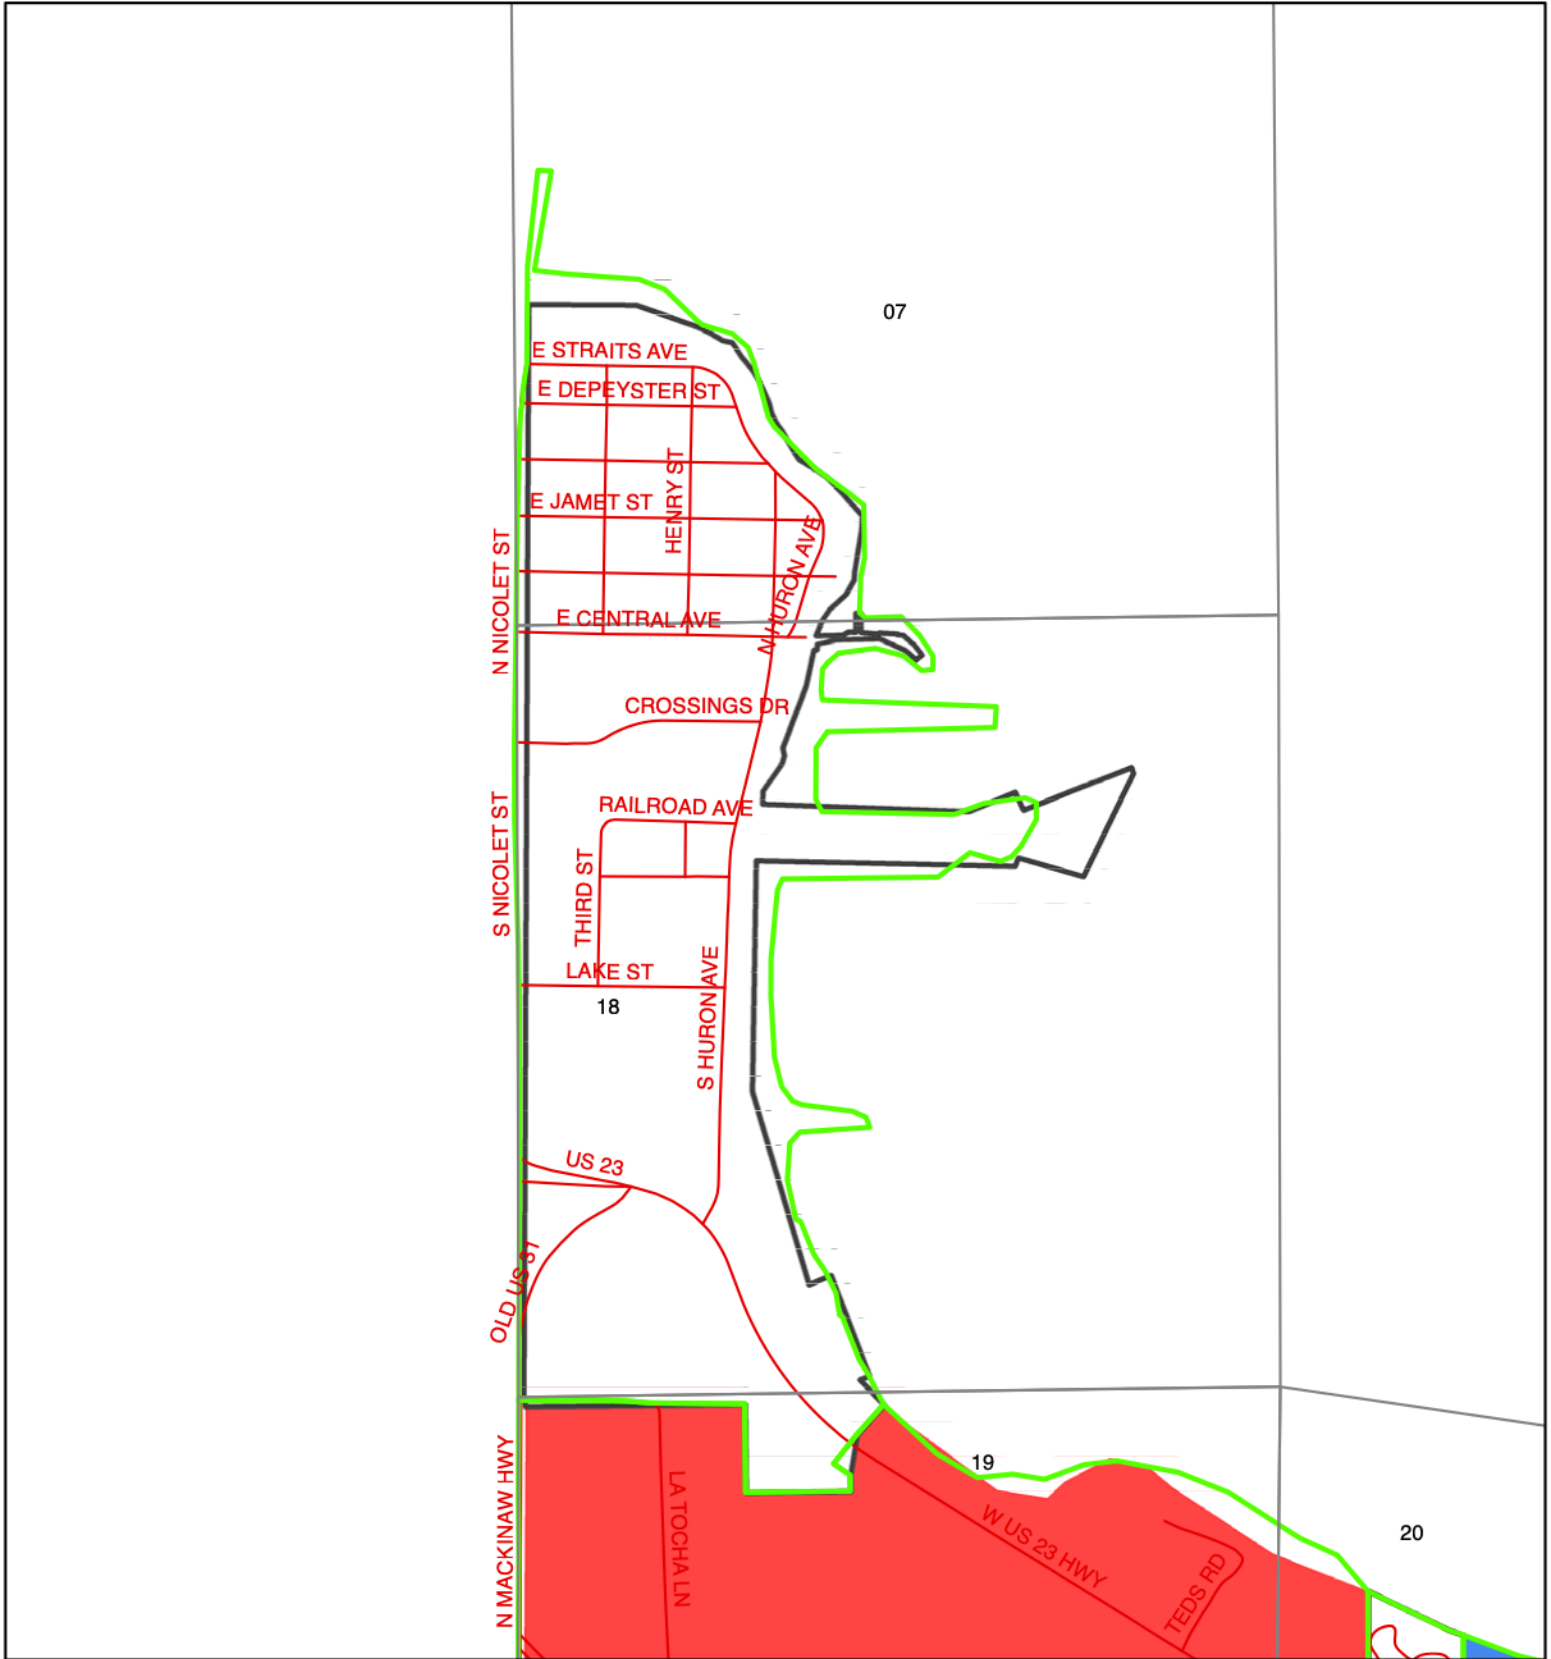 07
E STRAITS AVE
E DEPEYSTER ST
HENRY ST
E JAMET ST
N HURON AVE
N NICOLET ST
E CENTRAL AVE
CROSSINGS DR
RAILROAD AVE
S NICOLET ST
THIRD ST
LAKE ST
18
S HURON AVE
US 23
OLD US 31
19
N MACKINAW HWY
LA TOCHA LN
W US 23 HWY
TEDS RD
20